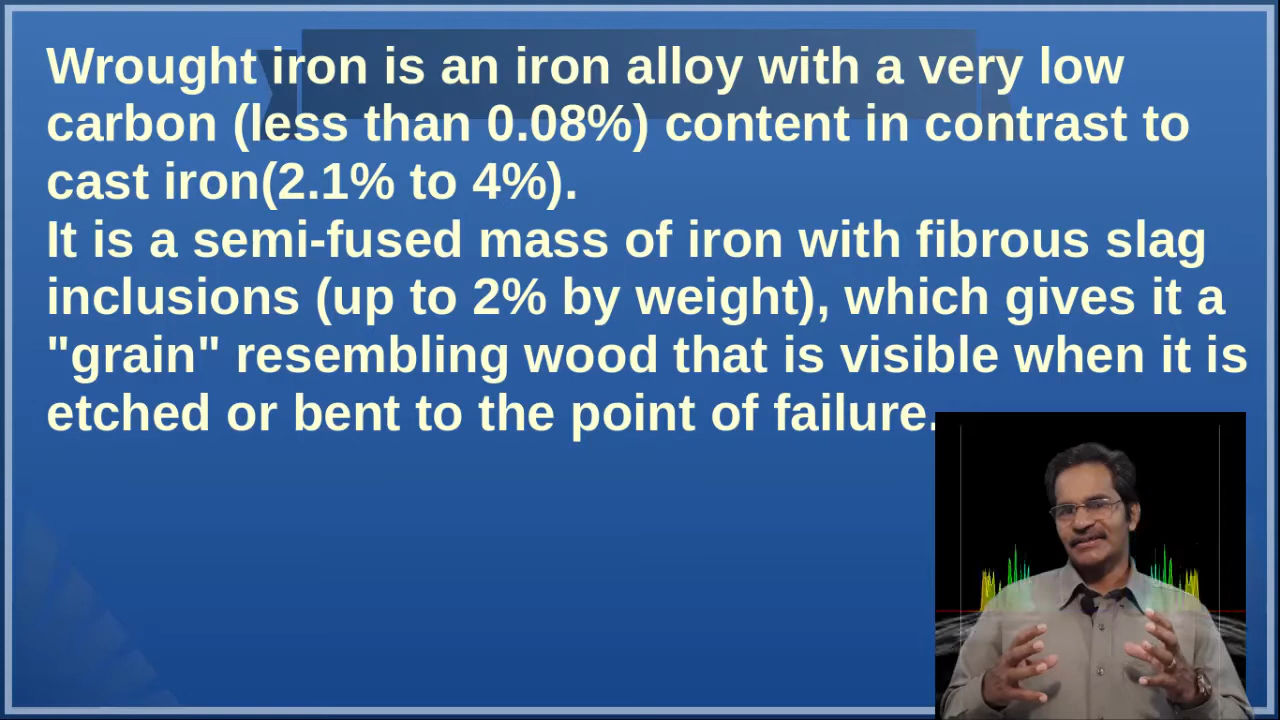 Wrought iron is an iron alloy with a very low
carbon (less than 0.08%) content in contrast to
cast iron(2.1% to 4%).
It is a semi-fused mass of iron with fibrous slag
inclusions (up to 2% by weight), which gives it a
"grain" resembling wood that is visible when it is
etched or bent to the point of failure.